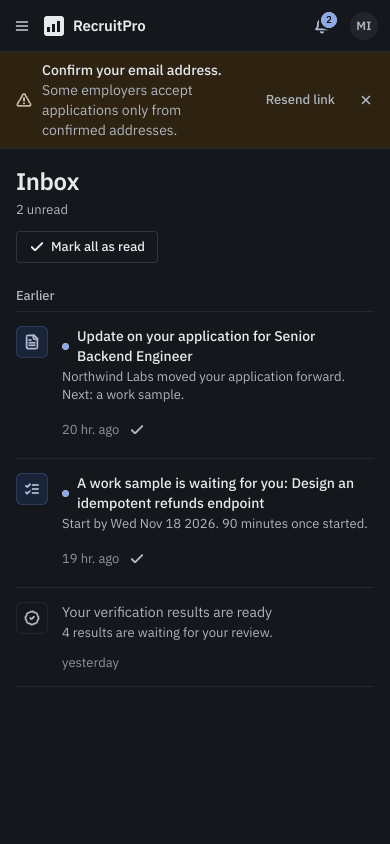 RecruitPro
2
MI
Confirm your email address.
Some employers accept
applications only from
confirmed addresses.
Resend link
Inbox
2 unread
Mark all as read
Earlier
Update on your application for Senior
Backend Engineer
Northwind Labs moved your application forward.
Next: a work sample.
20 hr. ago
A work sample is waiting for you: Design an
idempotent refunds endpoint
Start by Wed Nov 18 2026. 90 minutes once started.
19 hr. ago
Your verification results are ready
4 results are waiting for your review.
yesterday